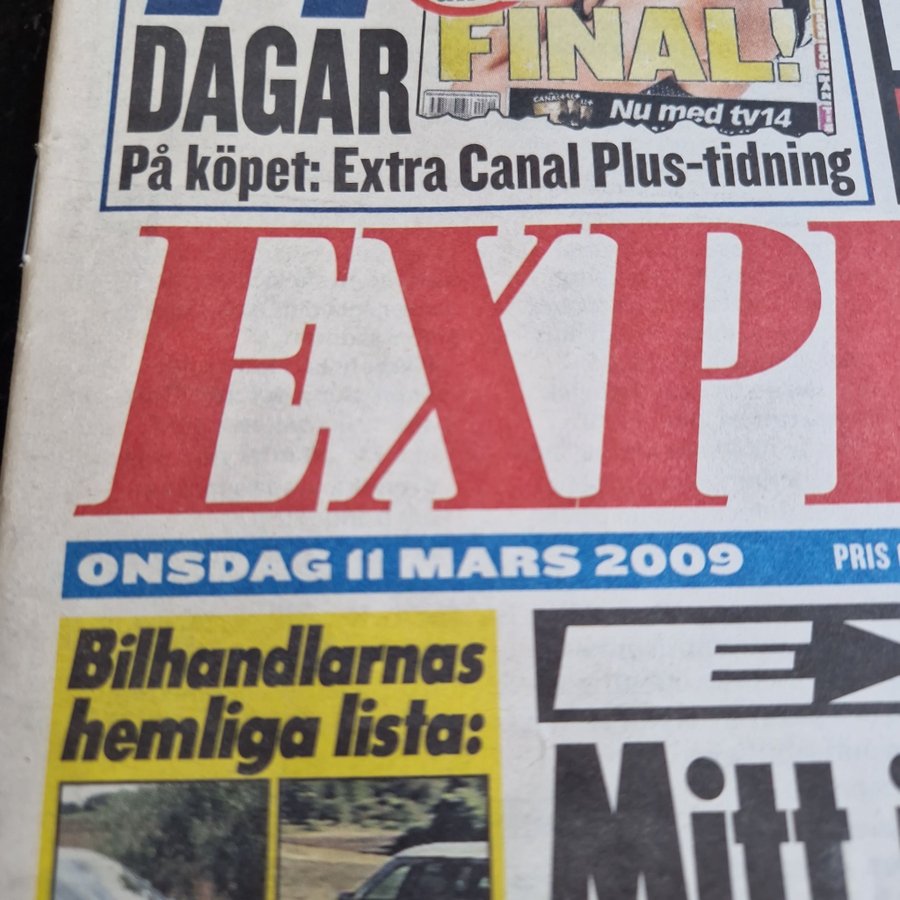 DAGAR
FINAL!
Nu med tv14
På köpet: Extra Canal Plus-tidning
EXP
ONSDAG 11 MARS 2009
PRIS
Bilhandlarnas
hemliga lista:
EX
Mitt i